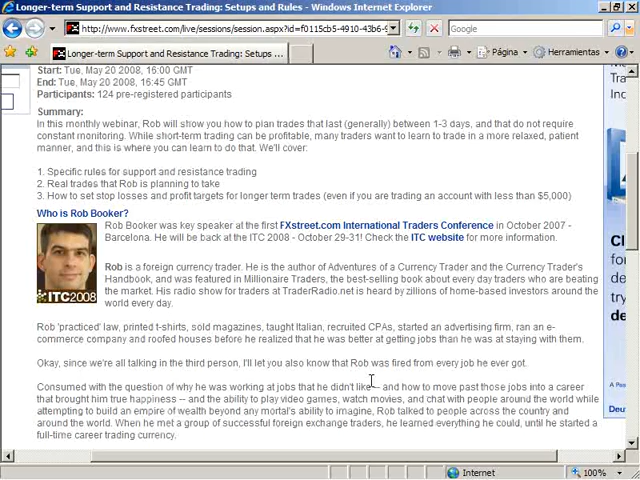 Longer-term Support and Resistance Trading: Setups and Rules - Windows Internet Explorer
http://www.fxstreet.com/live/sessions/session.aspx?id=f0115cb5-4910-43b6-9
Google
Longer-term Support and Resistance Trading: Setups ...
Página
Herramientas
Start: Tue, May 20 2008, 16:00 GMT
End: Tue, May 20 2008, 16:45 GMT
Participants: 124 pre-registered participants
Summary:
In this monthly webinar, Rob will show you how to plan trades that last (generally) between 1-3 days, and that do not require
constant monitoring. While short-term trading can be profitable, many traders want to learn to trade in a more relaxed, patient
manner, and this is where you can learn to do that. We'll cover:
1. Specific rules for support and resistance trading
2. Real trades that Rob is planning to take
3. How to set stop losses and profit targets for longer term trades (even if you are trading an account with less than $5,000)
Who is Rob Booker?
Rob Booker was key speaker at the first FXstreet.com International Traders Conference in October 2007 -
Barcelona. He will be back at the ITC 2008 - October 29-31! Check the ITC website for more information.
Rob is a foreign currency trader. He is the author of Adventures of a Currency Trader and the Currency Trader's
Handbook, and was featured in Millionaire Traders, the best-selling book about every day traders who are beating
the market. His radio show for traders at TraderRadio.net is heard by zillions of home-based investors around the
world every day.
ITC2008
Rob 'practiced' law, printed t-shirts, sold magazines, taught Italian, recruited CPAs, started an advertising firm, ran an e-
commerce company and roofed houses before he realized that he was better at getting jobs than he was at staying with them.
Okay, since we're all talking in the third person, I'll let you also know that Rob was fired from every job he ever got.
Consumed with the question of why he was working at jobs that he didn't like -- and how to move past those jobs into a career
that brought him true happiness -- and the ability to play video games, watch movies, and chat with people around the world while
attempting to build an empire of wealth beyond any mortal's ability to imagine, Rob talked to people across the country and
around the world. When he met a group of successful foreign exchange traders, he learned everything he could, until he started a
full-time career trading currency.
Internet
100%